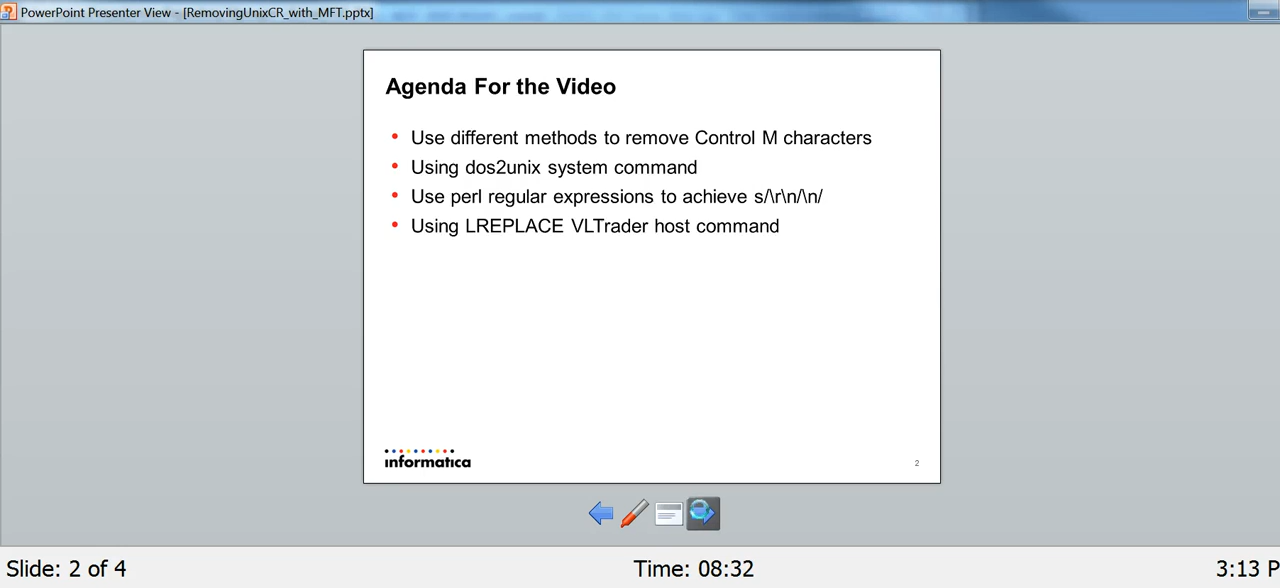 PowerPoint Presenter View - [RemovingUnixCR_with_MFT.pptx]
Agenda For the Video
• Use different methods to remove Control M characters
• Using dos2unix system command
• Use perl regular expressions to achieve s/\r\n/\n/
• Using LREPLACE VLTrader host command
informatica
2
Slide: 2 of 4
Time: 08:32
3:13 P